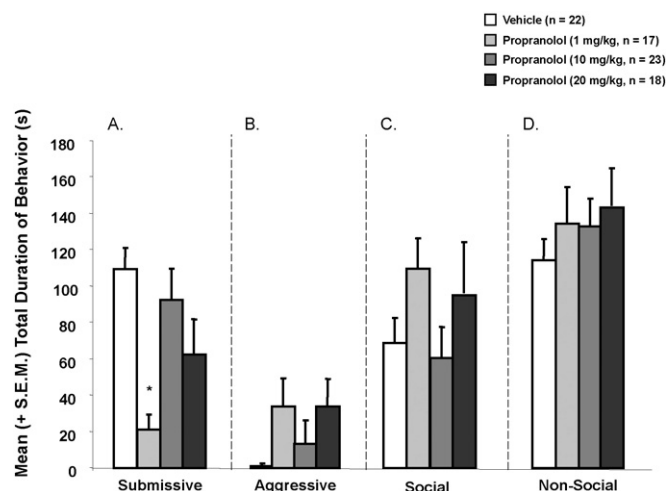 Vehicle (n = 22)
Propranolol (1 mg/kg, n = 17)
Propranolol (10 mg/kg, n = 23)
Propranolol (20 mg/kg, n = 18)
A.
B.
C.
D.
Mean (+ S.E.M.) Total Duration of Behavior (s)
180
160
140
120
100
80
60
40
20
0
*
Submissive
Aggressive
Social
Non-Social